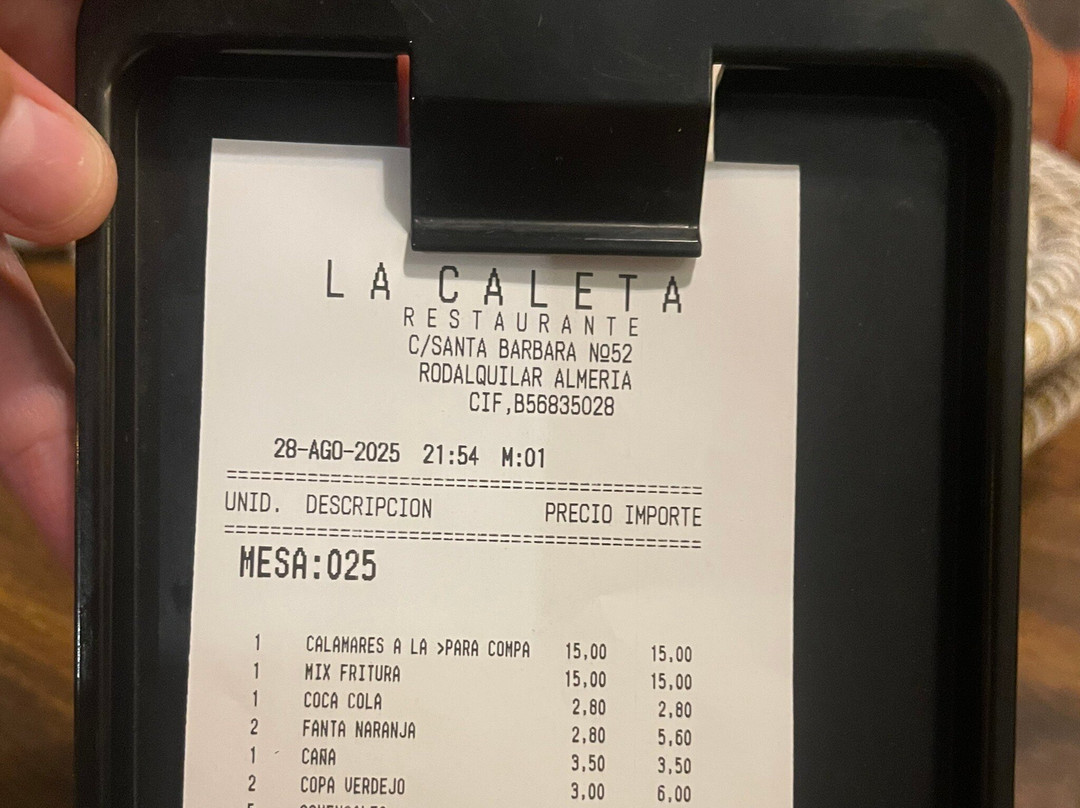 LA CALETA
RESTAURANTE
C/SANTA BARBARA Nº52
RODALQUILAR ALMERIA
CIF,B56835028
28-AGO-2025 21:54 M:01
========================================
UNID. DESCRIPCION PRECIO IMPORTE
========================================
MESA:025
1 CALAMARES A LA >PARA COMPA 15,00 15,00
1 MIX FRITURA 15,00 15,00
1 COCA COLA 2,80 2,80
2 FANTA NARANJA 2,80 5,60
1 CAÑA 3,50 3,50
2 COPA VERDEJO 3,00 6,00